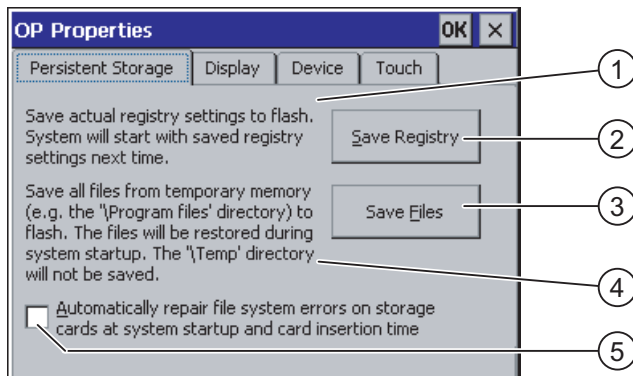 OP Properties OK ×
Persistent Storage Display Device Touch
1
Save actual registry settings to flash.
System will start with saved registry
settings next time.
Save Registry
2
Save all files from temporary memory
(e.g. the '\Program files' directory) to
flash. The files will be restored during
system startup. The '\Temp' directory
will not be saved.
Save Files
3
4
Automatically repair file system errors on storage
cards at system startup and card insertion time
5